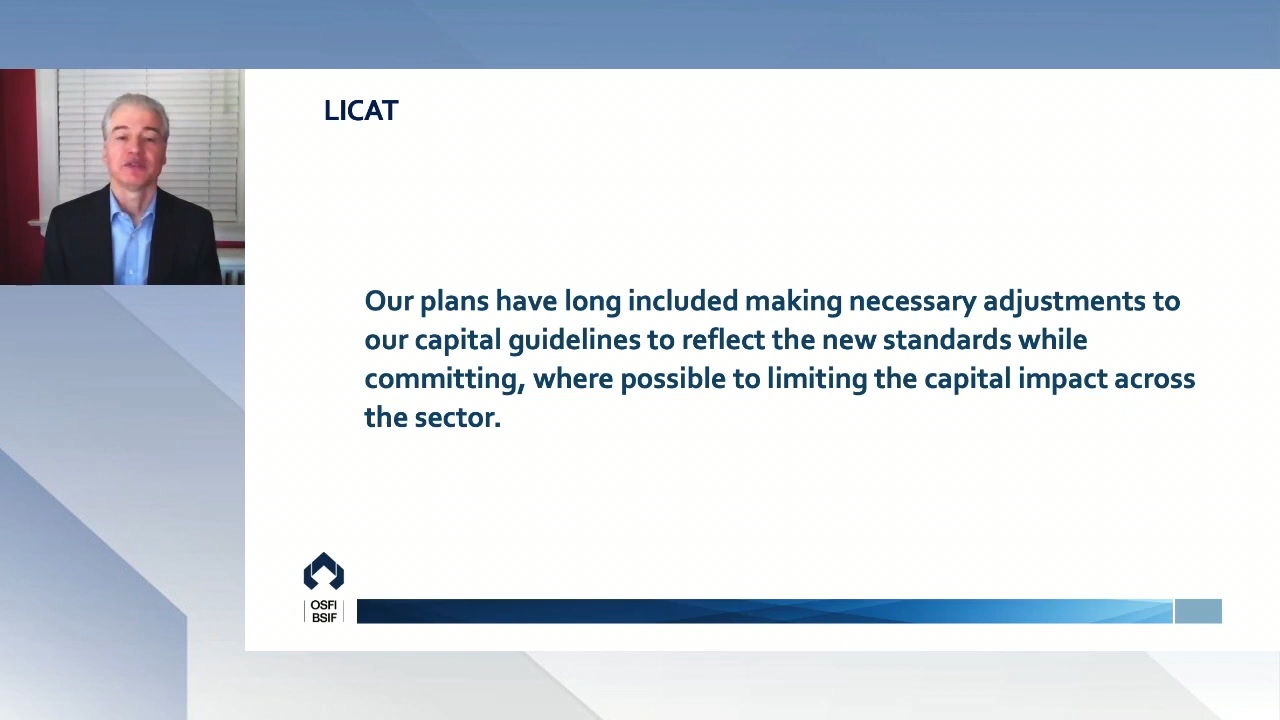 LICAT
Our plans have long included making necessary adjustments to
our capital guidelines to reflect the new standards while
committing, where possible to limiting the capital impact across
the sector.
OSFI
BSIF